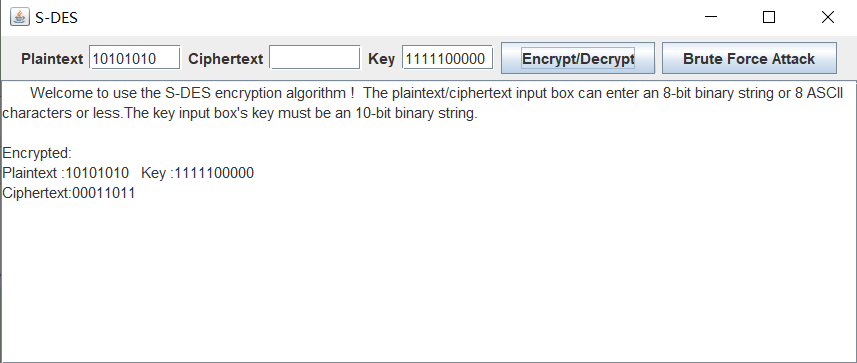 S-DES
Plaintext 10101010 Ciphertext Key 1111100000 Encrypt/Decrypt Brute Force Attack
Welcome to use the S-DES encryption algorithm！ The plaintext/ciphertext input box can enter an 8-bit binary string or 8 ASCII
characters or less.The key input box's key must be an 10-bit binary string.
Encrypted:
Plaintext :10101010 Key :1111100000
Ciphertext:00011011